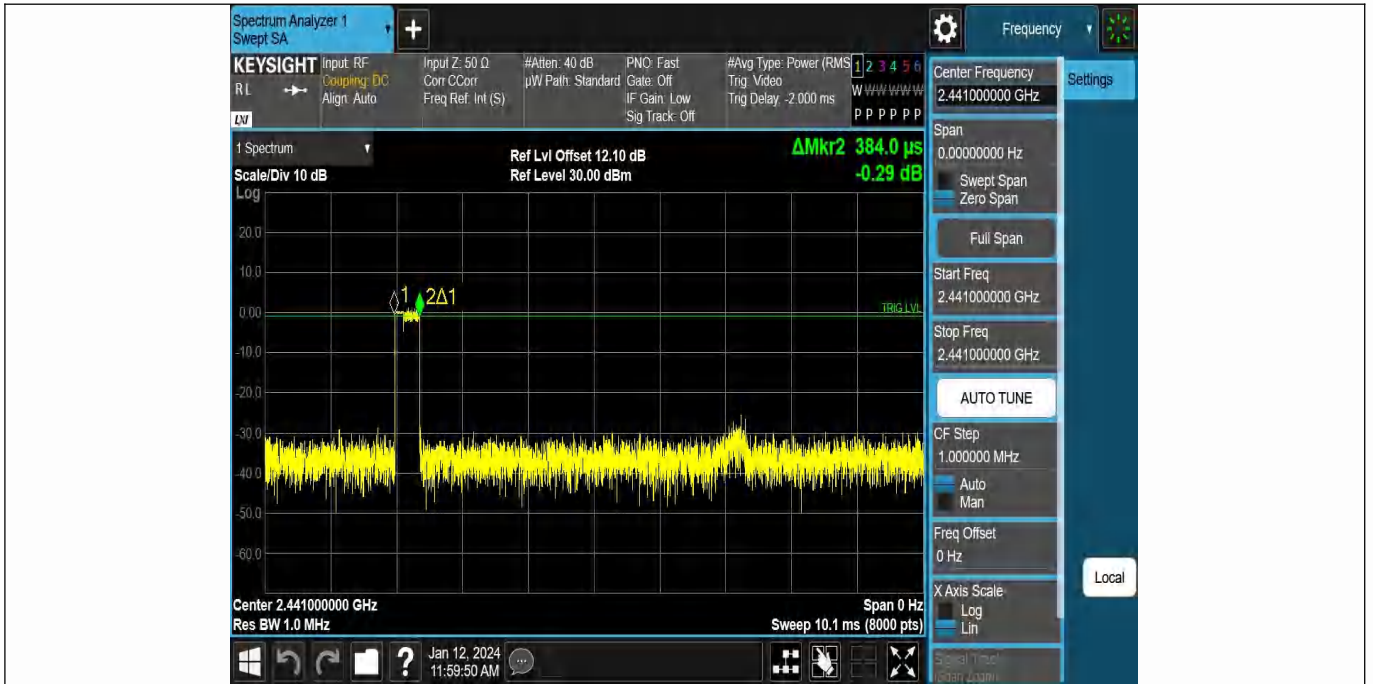 Spectrum Analyzer 1
Swept SA
Frequency
KEYSIGHT
Input: RF
Coupling: DC
Align: Auto
Input Z: 50 Ω
Corr CCorr
Freq Ref: Int (S)
#Atten: 40 dB
µW Path: Standard
PNO: Fast
Gate: Off
IF Gain: Low
Sig Track: Off
#Avg Type: Power (RMS
Trig: Video
Trig Delay: -2.000 ms
1 2 3 4 5 6
W W W W W W
P P P P P P
R L
LXI
1 Spectrum
Scale/Div 10 dB
Log
Ref Lvl Offset 12.10 dB
Ref Level 30.00 dBm
ΔMkr2 384.0 µs
-0.29 dB
20.0
10.0
0.00
-10.0
-20.0
-30.0
-40.0
-50.0
-60.0
1
2Δ1
TRIG LVL
Center 2.441000000 GHz
Res BW 1.0 MHz
Span 0 Hz
Sweep 10.1 ms (8000 pts)
Jan 12, 2024
11:59:50 AM
?
Center Frequency
2.441000000 GHz
Settings
Span
0.00000000 Hz
Swept Span
Zero Span
Full Span
Start Freq
2.441000000 GHz
Stop Freq
2.441000000 GHz
AUTO TUNE
CF Step
1.000000 MHz
Auto
Man
Freq Offset
0 Hz
X Axis Scale
Log
Lin
Local
Signal Track
(Span Zoom)